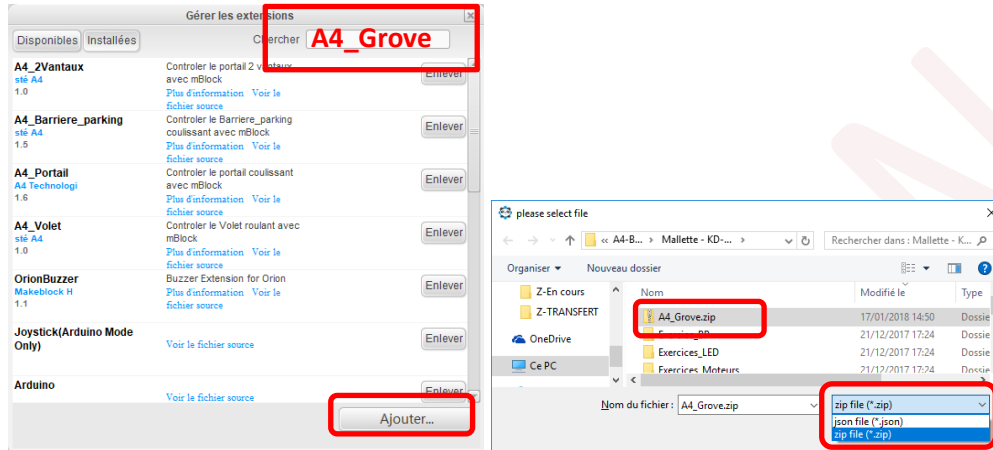 Gérer les extensions
Disponibles Installées Chercher A4_Grove
A4_2Vantaux
sté A4
1.0
Controler le portail 2 vantaux
avec mBlock
Plus d'information Voir le
fichier source
Enlever
A4_Barriere_parking
sté A4
1.5
Controler le Barriere_parking
coulissant avec mBlock
Plus d'information Voir le
fichier source
Enlever
A4_Portail
A4 Technologi
1.6
Controler le portail coulissant
avec mBlock
Plus d'information Voir le
fichier source
Enlever
A4_Volet
sté A4
1.0
Controler le Volet roulant avec
mBlock
Plus d'information Voir le
fichier source
Enlever
OrionBuzzer
Makeblock H
1.1
Buzzer Extension for Orion
Plus d'information Voir le
fichier source
Enlever
Joystick(Arduino Mode
Only)
Voir le fichier source
Enlever
Arduino
Voir le fichier source
Enlever
Ajouter...
please select file
« A4-B... > Mallette - KD-... >
Rechercher dans : Mallette - K...
Organiser Nouveau dossier
Z-En cours
Z-TRANSFERT
OneDrive
Ce PC
Nom Modifié le Type
A4_Grove.zip 17/01/2018 14:50 Dossie
21/12/2017 17:24 Dossie
Exercices_LED 21/12/2017 17:24 Dossie
Exercices_Moteurs 21/12/2017 17:24 Dossie
Nom du fichier : A4_Grove.zip
zip file (*.zip)
json file (*.json)
zip file (*.zip)